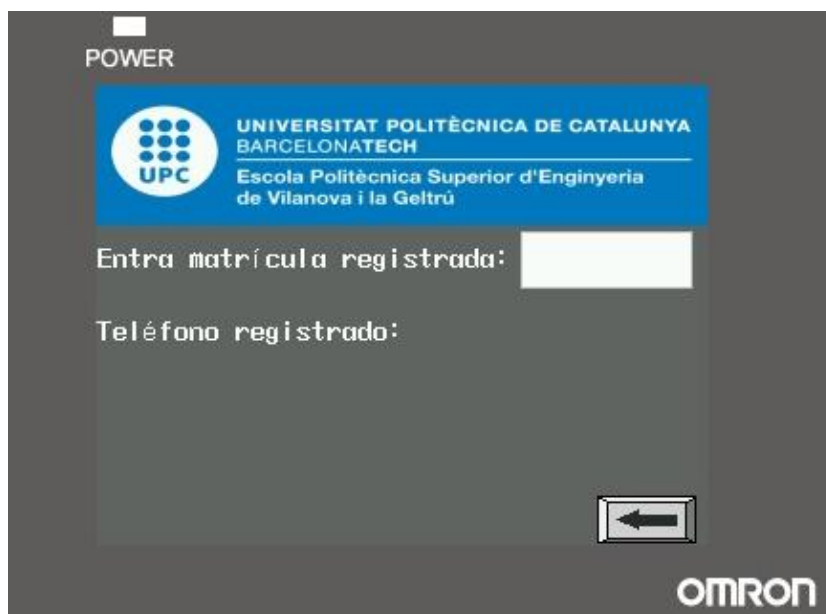 POWER
UPC
UNIVERSITAT POLITÈCNICA DE CATALUNYA
BARCELONATECH
Escola Politècnica Superior d'Enginyeria
de Vilanova i la Geltrú
Entra matrícula registrada:
Teléfono registrado:
OMRON